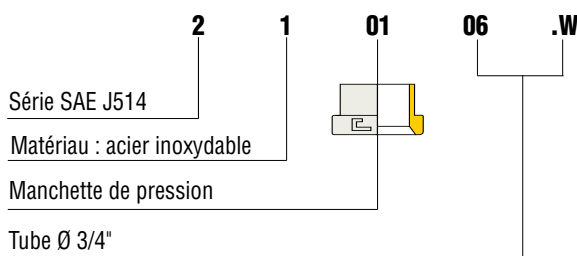 2 1 01 06 .W
Série SAE J514
Matériau : acier inoxydable
Manchette de pression
Tube Ø 3/4"